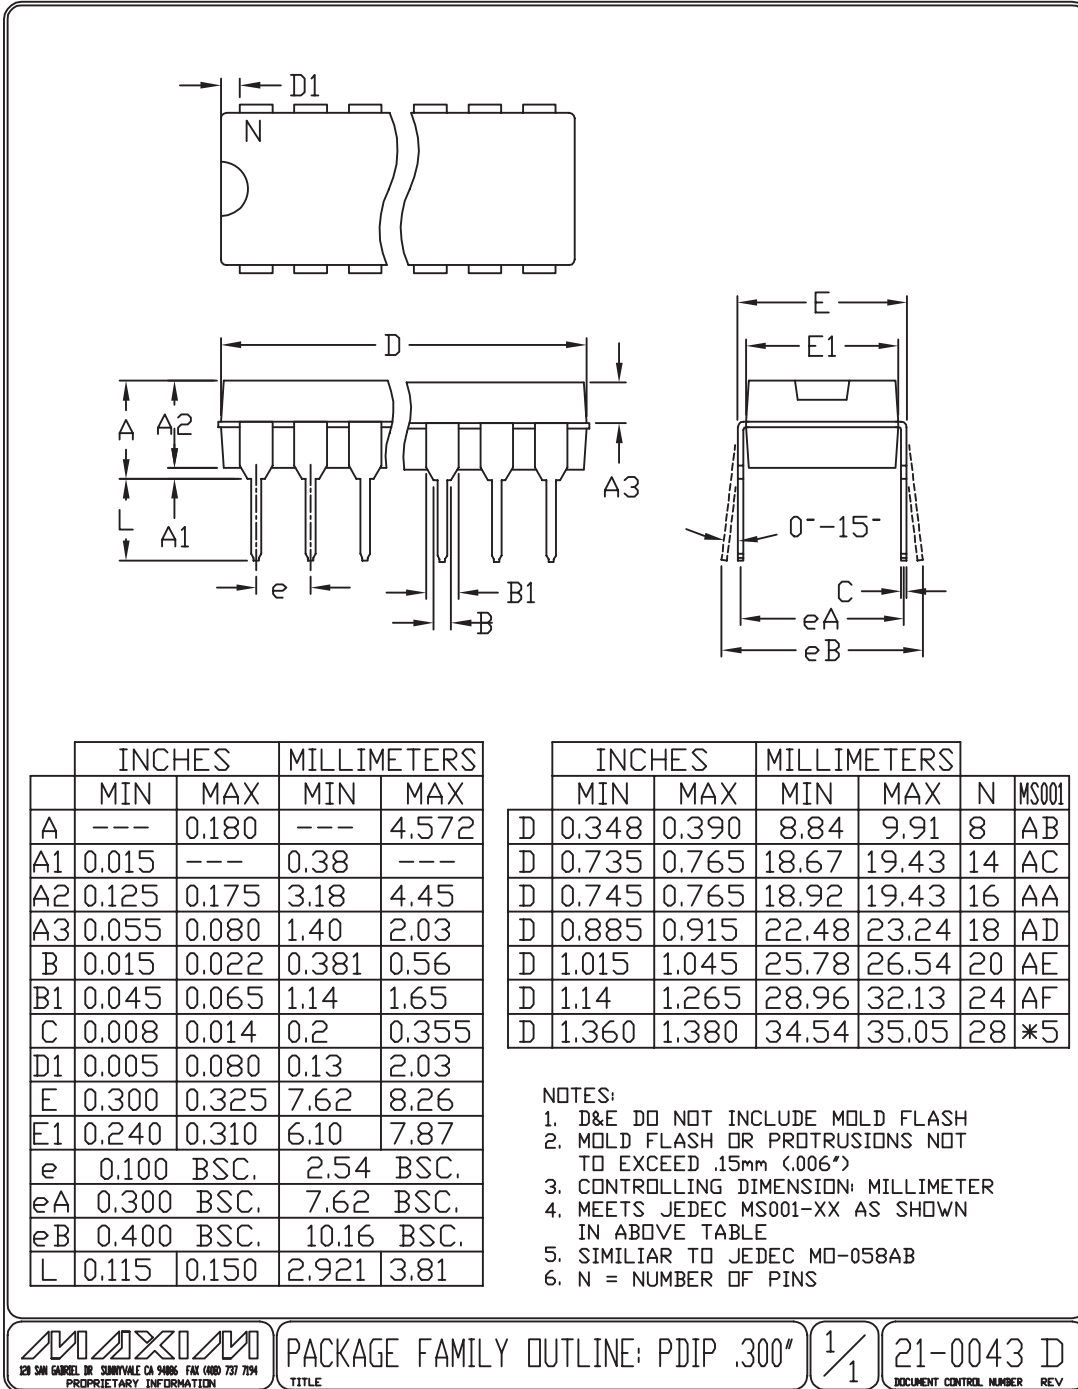 D1
N
D
E
E1
A
A2
A3
L
A1
0°-15°
e
B1
B
C
eA
eB
INCHES MILLIMETERS
MIN MAX MIN MAX
A --- 0.180 --- 4.572
A1 0.015 --- 0.38 ---
A2 0.125 0.175 3.18 4.45
A3 0.055 0.080 1.40 2.03
B 0.015 0.022 0.381 0.56
B1 0.045 0.065 1.14 1.65
C 0.008 0.014 0.2 0.355
D1 0.005 0.080 0.13 2.03
E 0.300 0.325 7.62 8.26
E1 0.240 0.310 6.10 7.87
e 0.100 BSC. 2.54 BSC.
eA 0.300 BSC. 7.62 BSC.
eB 0.400 BSC. 10.16 BSC.
L 0.115 0.150 2.921 3.81
INCHES MILLIMETERS
MIN MAX MIN MAX N MS001
D 0.348 0.390 8.84 9.91 8 AB
D 0.735 0.765 18.67 19.43 14 AC
D 0.745 0.765 18.92 19.43 16 AA
D 0.885 0.915 22.48 23.24 18 AD
D 1.015 1.045 25.78 26.54 20 AE
D 1.14 1.265 28.96 32.13 24 AF
D 1.360 1.380 34.54 35.05 28 *5
NOTES:
1. D&E DO NOT INCLUDE MOLD FLASH
2. MOLD FLASH OR PROTRUSIONS NOT
TO EXCEED .15mm (.006")
3. CONTROLLING DIMENSION: MILLIMETER
4. MEETS JEDEC MS001-XX AS SHOWN
IN ABOVE TABLE
5. SIMILIAR TO JEDEC MO-058AB
6. N = NUMBER OF PINS
MAXIM
120 SAN GABRIEL DR SUNNYVALE CA 94086 FAX (408) 737 7194
PROPRIETARY INFORMATION
PACKAGE FAMILY OUTLINE: PDIP .300"
TITLE
1/1
21-0043 D
DOCUMENT CONTROL NUMBER REV